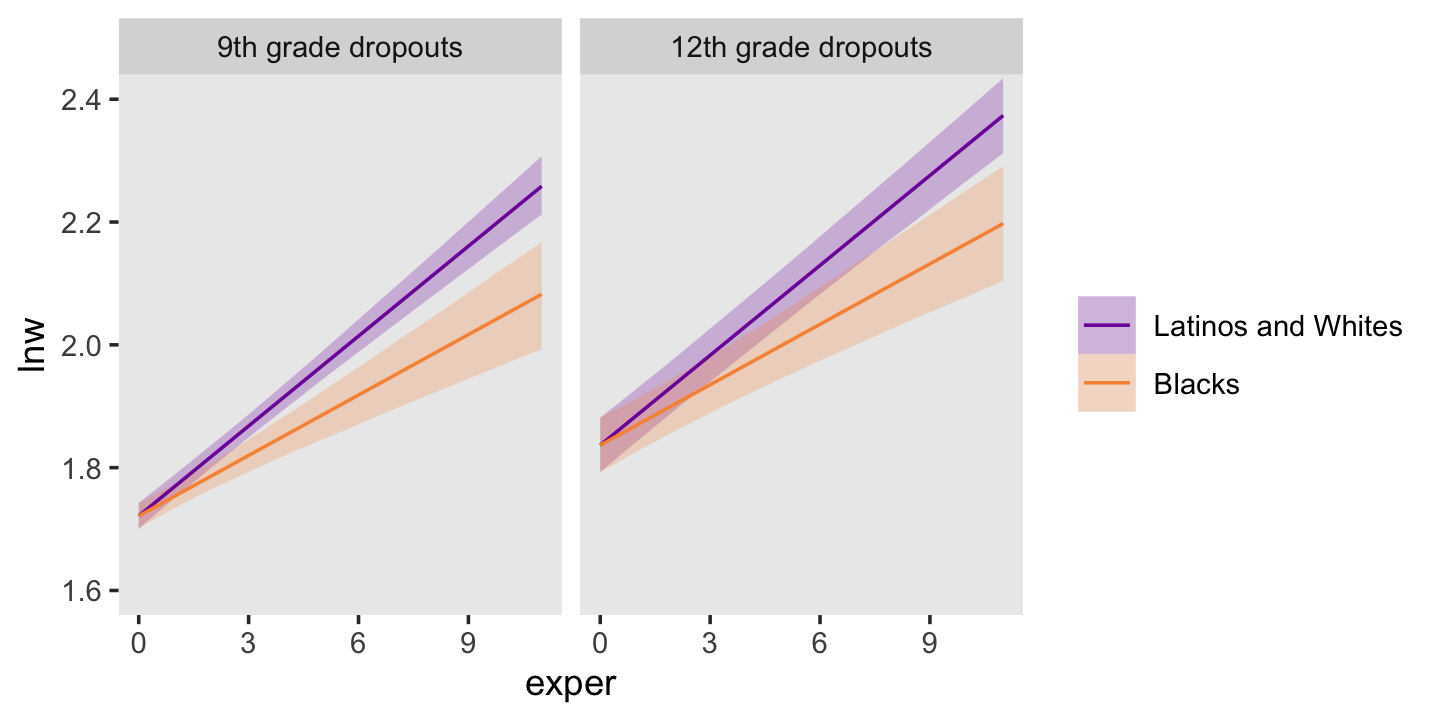 9th grade dropouts
12th grade dropouts
2.4
2.2
2.0
1.8
1.6
lnw
0 3 6 9
0 3 6 9
exper
Latinos and Whites
Blacks